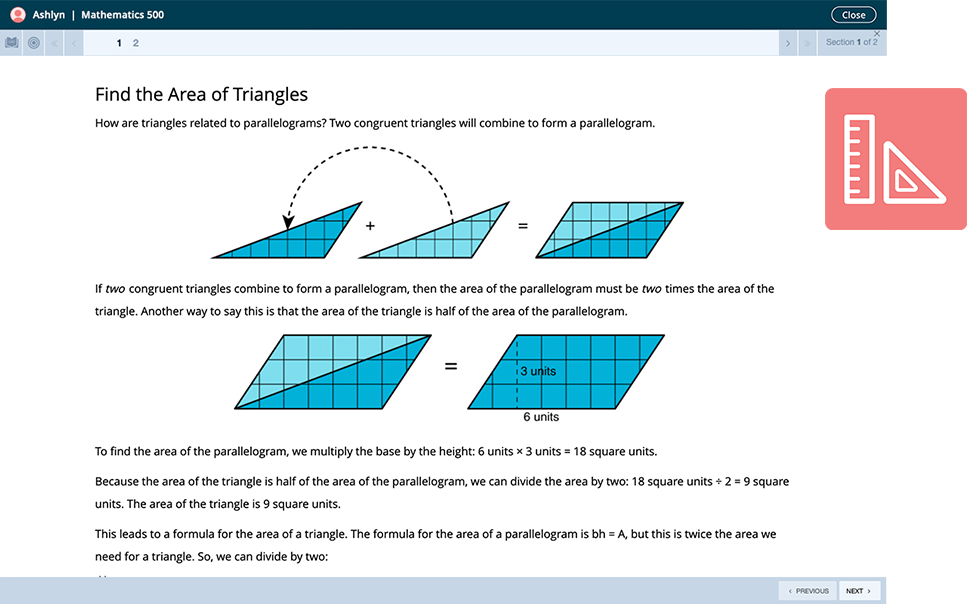 Ashlyn | Mathematics 500
Close
1 2
Section 1 of 2
Find the Area of Triangles
How are triangles related to parallelograms? Two congruent triangles will combine to form a parallelogram.
+ =
If two congruent triangles combine to form a parallelogram, then the area of the parallelogram must be two times the area of the
triangle. Another way to say this is that the area of the triangle is half of the area of the parallelogram.
=
3 units
6 units
To find the area of the parallelogram, we multiply the base by the height: 6 units × 3 units = 18 square units.
Because the area of the triangle is half of the area of the parallelogram, we can divide the area by two: 18 square units ÷ 2 = 9 square
units. The area of the triangle is 9 square units.
This leads to a formula for the area of a triangle. The formula for the area of a parallelogram is bh = A, but this is twice the area we
need for a triangle. So, we can divide by two:
‹ PREVIOUS NEXT ›